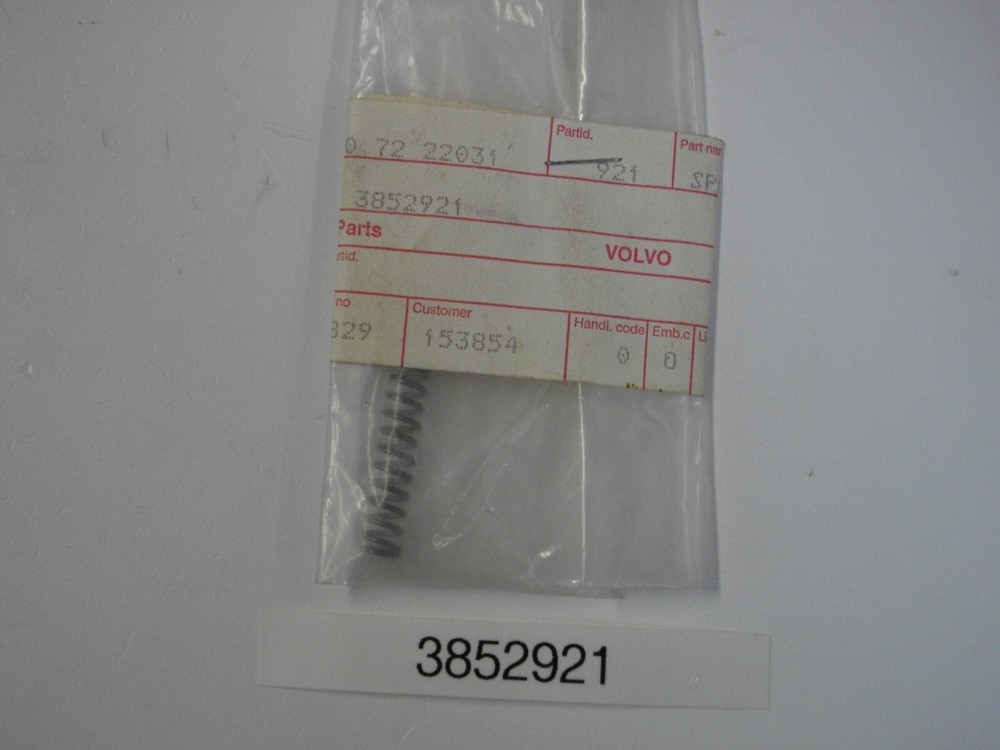 0 72 22031 Partid. 921 Part nam SP
3852921
Parts VOLVO
rtid.
no Customer Handl. code Emb.c L
329 153854 0 0
3852921